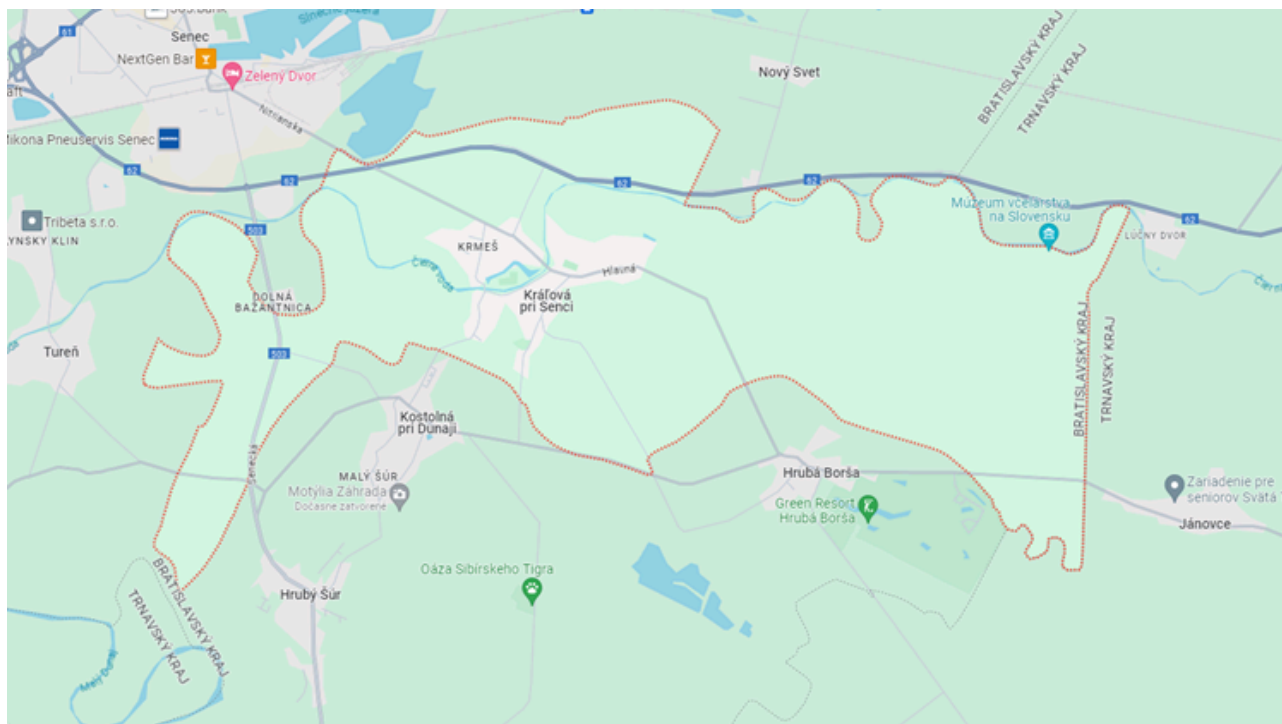 Senec
61
NextGen Bar
Zelený Dvor
Nový Svet
BRATISLAVSKÝ KRAJ
TRNAVSKÝ KRAJ
Nitrianska
Mikona Pneuservis Senec
62
62
62
62
62
Múzeum včelárstva
na Slovensku
Tribeta s.r.o.
503
KRMEŠ
LÚČNY DVOR
Hlavná
DOLNÁ
BAŽANTNICA
Kráľová
pri Senci
Tureň
503
BRATISLAVSKÝ KRAJ
TRNAVSKÝ KRAJ
Kostolná
pri Dunaji
Senecká
MALÝ ŠÚR
Motýlia Záhrada
Dočasne zatvorené
Hrubá Borša
Green Resort
Hrubá Borša
Zariadenie pre
seniorov Svätá
Jánovce
Oáza Sibírskeho Tigra
Hrubý Šúr
BRATISLAVSKÝ KRAJ
TRNAVSKÝ KRAJ
Malý Dunaj